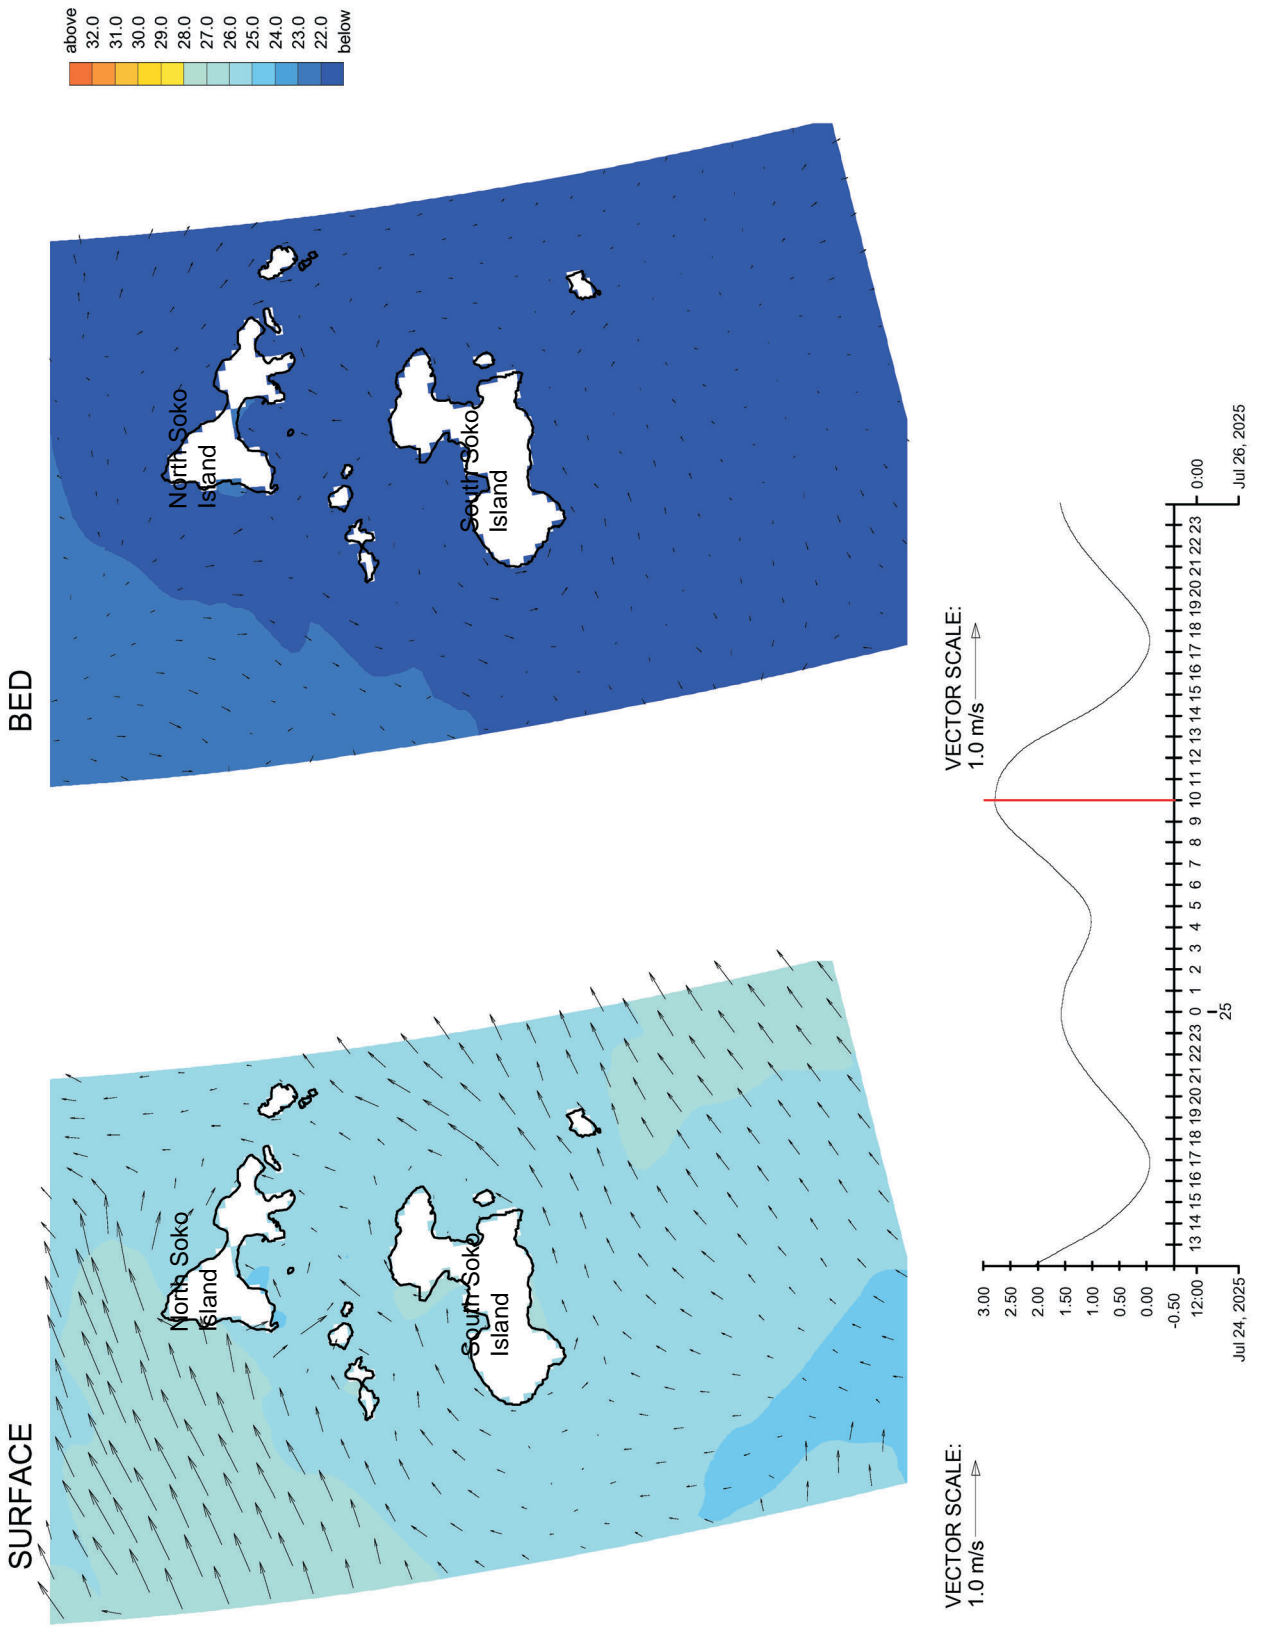 SURFACE
BED
above
32.0
31.0
30.0
29.0
28.0
27.0
26.0
25.0
24.0
23.0
22.0
below
North Soko
Island
South Soko
Island
North Soko
Island
South Soko
Island
VECTOR SCALE:
1.0 m/s
VECTOR SCALE:
1.0 m/s
3.00
2.50
2.00
1.50
1.00
0.50
0.00
-0.50
12:00 13 14 15 16 17 18 19 20 21 22 23 0 1 2 3 4 5 6 7 8 9 10 11 12 13 14 15 16 17 18 19 20 21 22 23 0:00
Jul 24, 2025 25 Jul 26, 2025